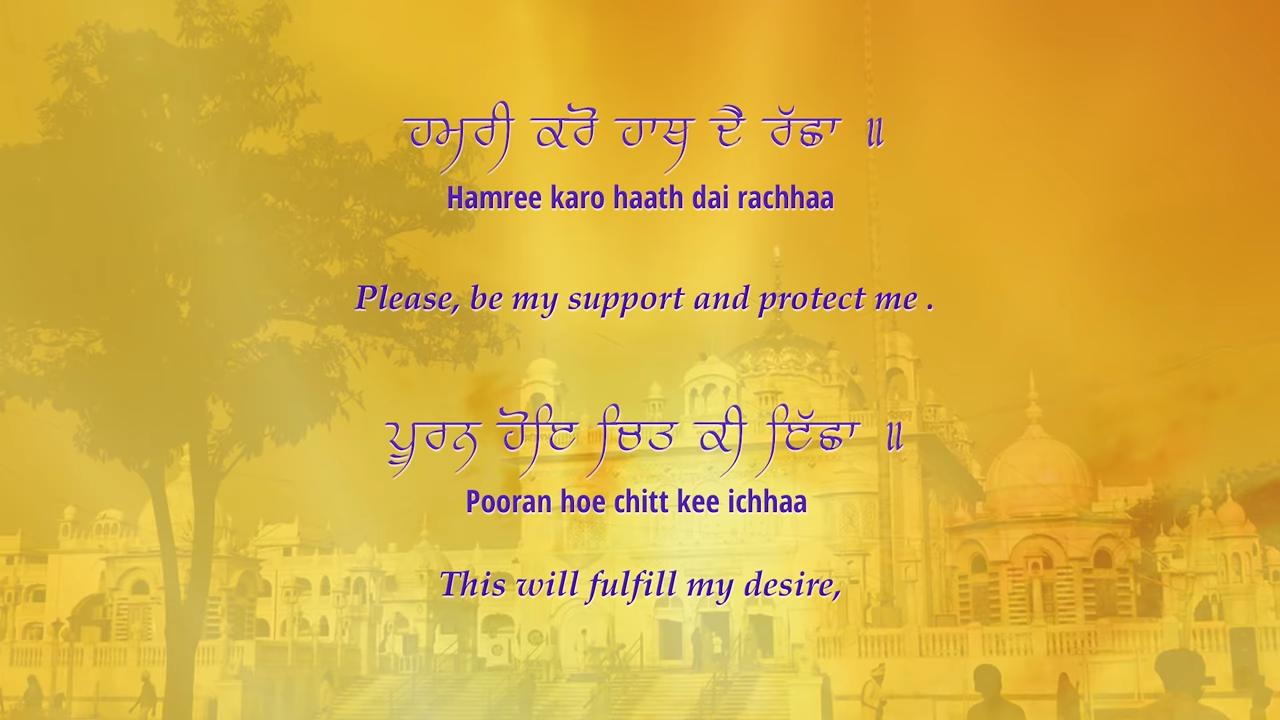 ਹਮਰੀ ਕਰੋ ਹਾਥ ਦੈ ਰੱਛਾ ॥
Hamree karo haath dai rachhaa
Please, be my support and protect me .
ਪੂਰਨ ਹੋਇ ਚਿਤ ਕੀ ਇੱਛਾ ॥
Pooran hoe chitt kee ichhaa
This will fulfill my desire,